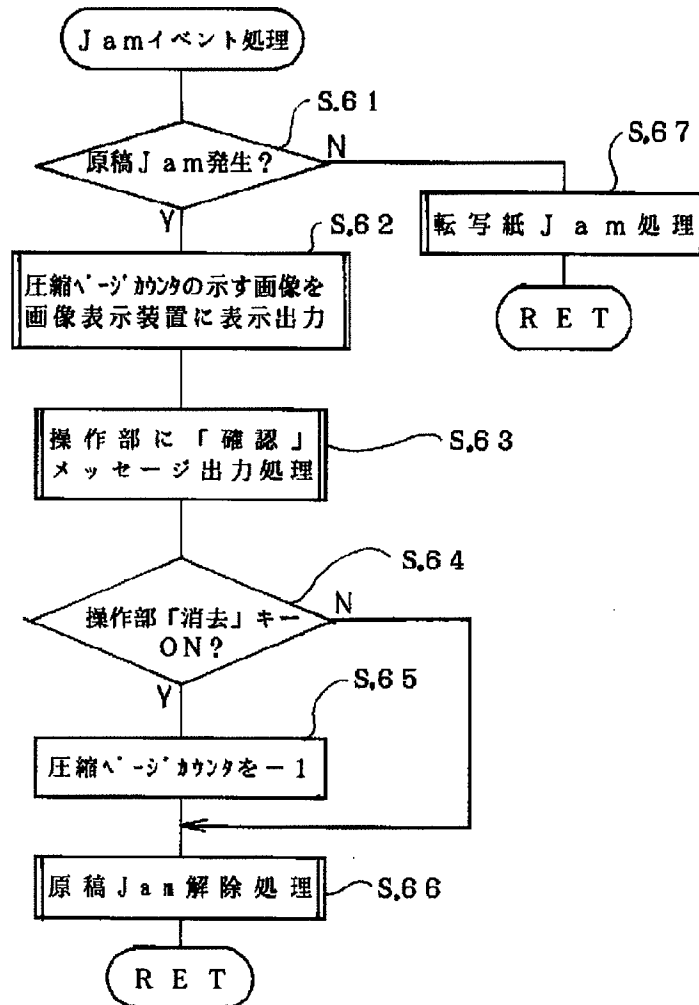 Jamイベント処理
S.61
原稿Jam発生?
N
Y
S.67
転写紙Jam処理
RET
S.62
圧縮ページカウンタの示す画像を
画像表示装置に表示出力
操作部に「確認」
メッセージ出力処理
S.63
S.64
操作部「消去」キー
ON?
N
Y
S.65
圧縮ページカウンタを－1
原稿Jam解除処理
S.66
RET